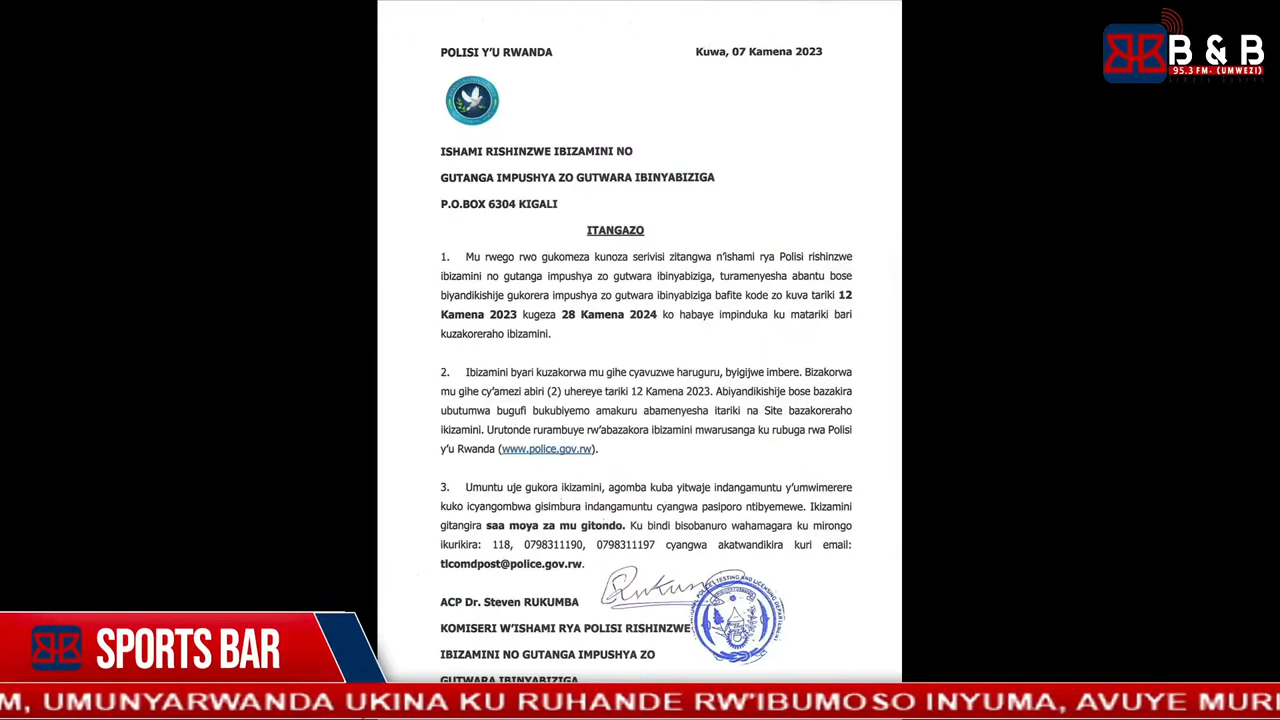 POLISI Y'U RWANDA
Kuwa, 07 Kamena 2023
B & B
95.3 FM. (UMWEZI)
ISHAMI RISHINZWE IBIZAMINI NO
GUTANGA IMPUSHYA ZO GUTWARA IBINYABIZIGA
P.O.BOX 6304 KIGALI
ITANGAZO
1. Mu rwego rwo gukomeza kunoza serivisi zitangwa n'ishami rya Polisi rishinzwe
ibizamini no gutanga impushya zo gutwara ibinyabiziga, turamenyesha abantu bose
biyandikishije gukorera impushya zo gutwara ibinyabiziga bafite kode zo kuva tariki 12
Kamena 2023 kugeza 28 Kamena 2024 ko habaye impinduka ku matariki bari
kuzakoreraho ibizamini.
2. Ibizamini byari kuzakorwa mu gihe cyavuzwe haruguru, byigijwe imbere. Bizakorwa
mu gihe cy'amezi abiri (2) uhereye tariki 12 Kamena 2023. Abiyandikishije bose bazakira
ubutumwa bugufi bukubiyemo amakuru abamenyesha itariki na Site bazakoreraho
ikizamini. Urutonde rurambuye rw'abazakora ibizamini mwarusanga ku rubuga rwa Polisi
y'u Rwanda (www.police.gov.rw).
3. Umuntu uje gukora ikizamini, agomba kuba yitwaje indangamuntu y'umwimerere
kuko icyangombwa gisimbura indangamuntu cyangwa pasiporo ntibyemewe. Ikizamini
gitangira saa moya za mu gitondo. Ku bindi bisobanuro wahamagara ku mirongo
ikurikira: 118, 0798311190, 0798311197 cyangwa akatwandikira kuri email:
tlcomdpost@police.gov.rw.
ACP Dr. Steven RUKUMBA
KOMISERI W'ISHAMI RYA POLISI RISHINZWE
IBIZAMINI NO GUTANGA IMPUSHYA ZO
GUTWARA IBINYABIZIGA
SPORTS BAR
M, UMUNYARWANDA UKINA KU RUHANDE RW'IBUMOSO INYUMA, AVUYE MURI